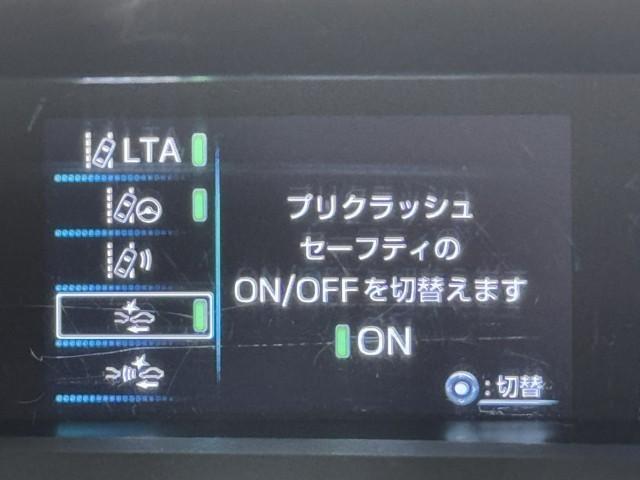 LTA
プリクラッシュ
セーフティの
ON/OFFを切替えます
ON
:切替